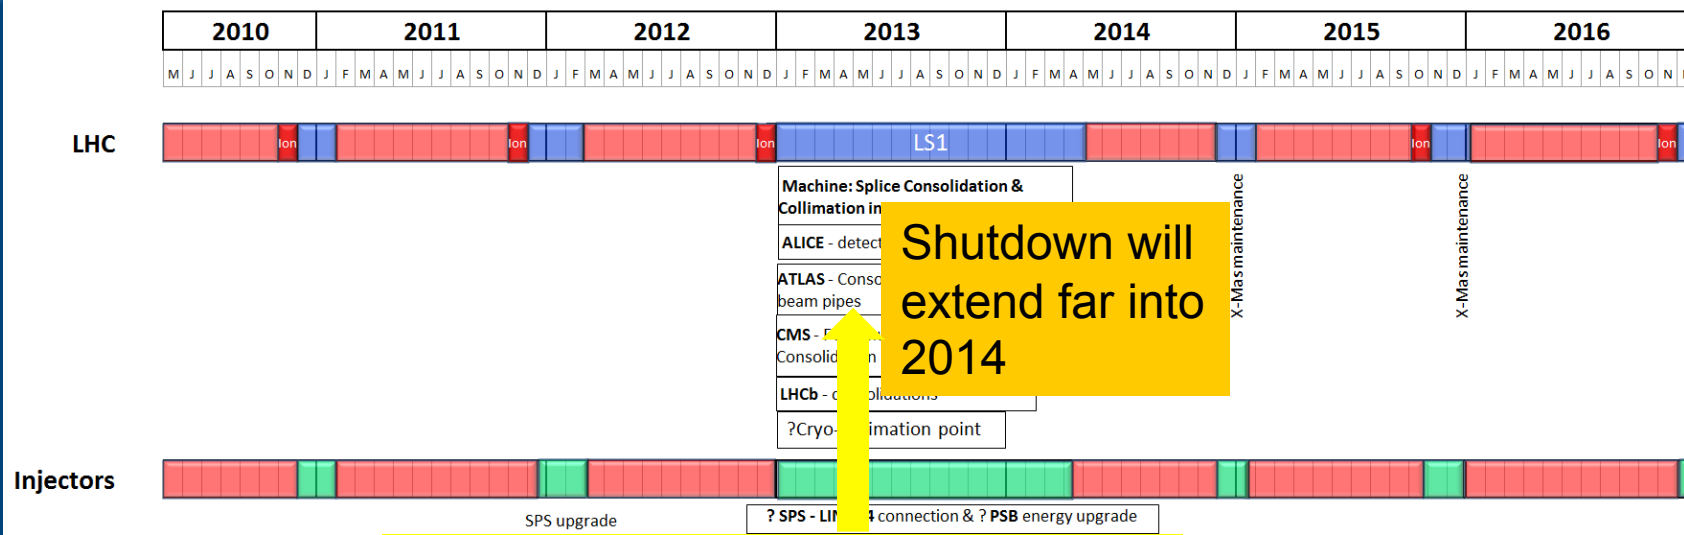 2010 2011 2012 2013 2014 2015 2016
M J J A S O N D J F M A M J J A S O N D J F M A M J J A S O N D J F M A M J J A S O N D J F M A M J J A S O N D J F M A M J J A S O N D J F M A M J J A S O N
LHC
Ion Ion Ion LS1 Ion Ion
Machine: Splice Consolidation &
Collimation in
ALICE - detect
ATLAS - Conso
beam pipes
CMS -
Consolid
LHCb -
?Cryo- imation point
Shutdown will
extend far into
2014
X-Mas maintenance
X-Mas maintenance
Injectors
SPS upgrade
? SPS - LIN 4 connection & ? PSB energy upgrade